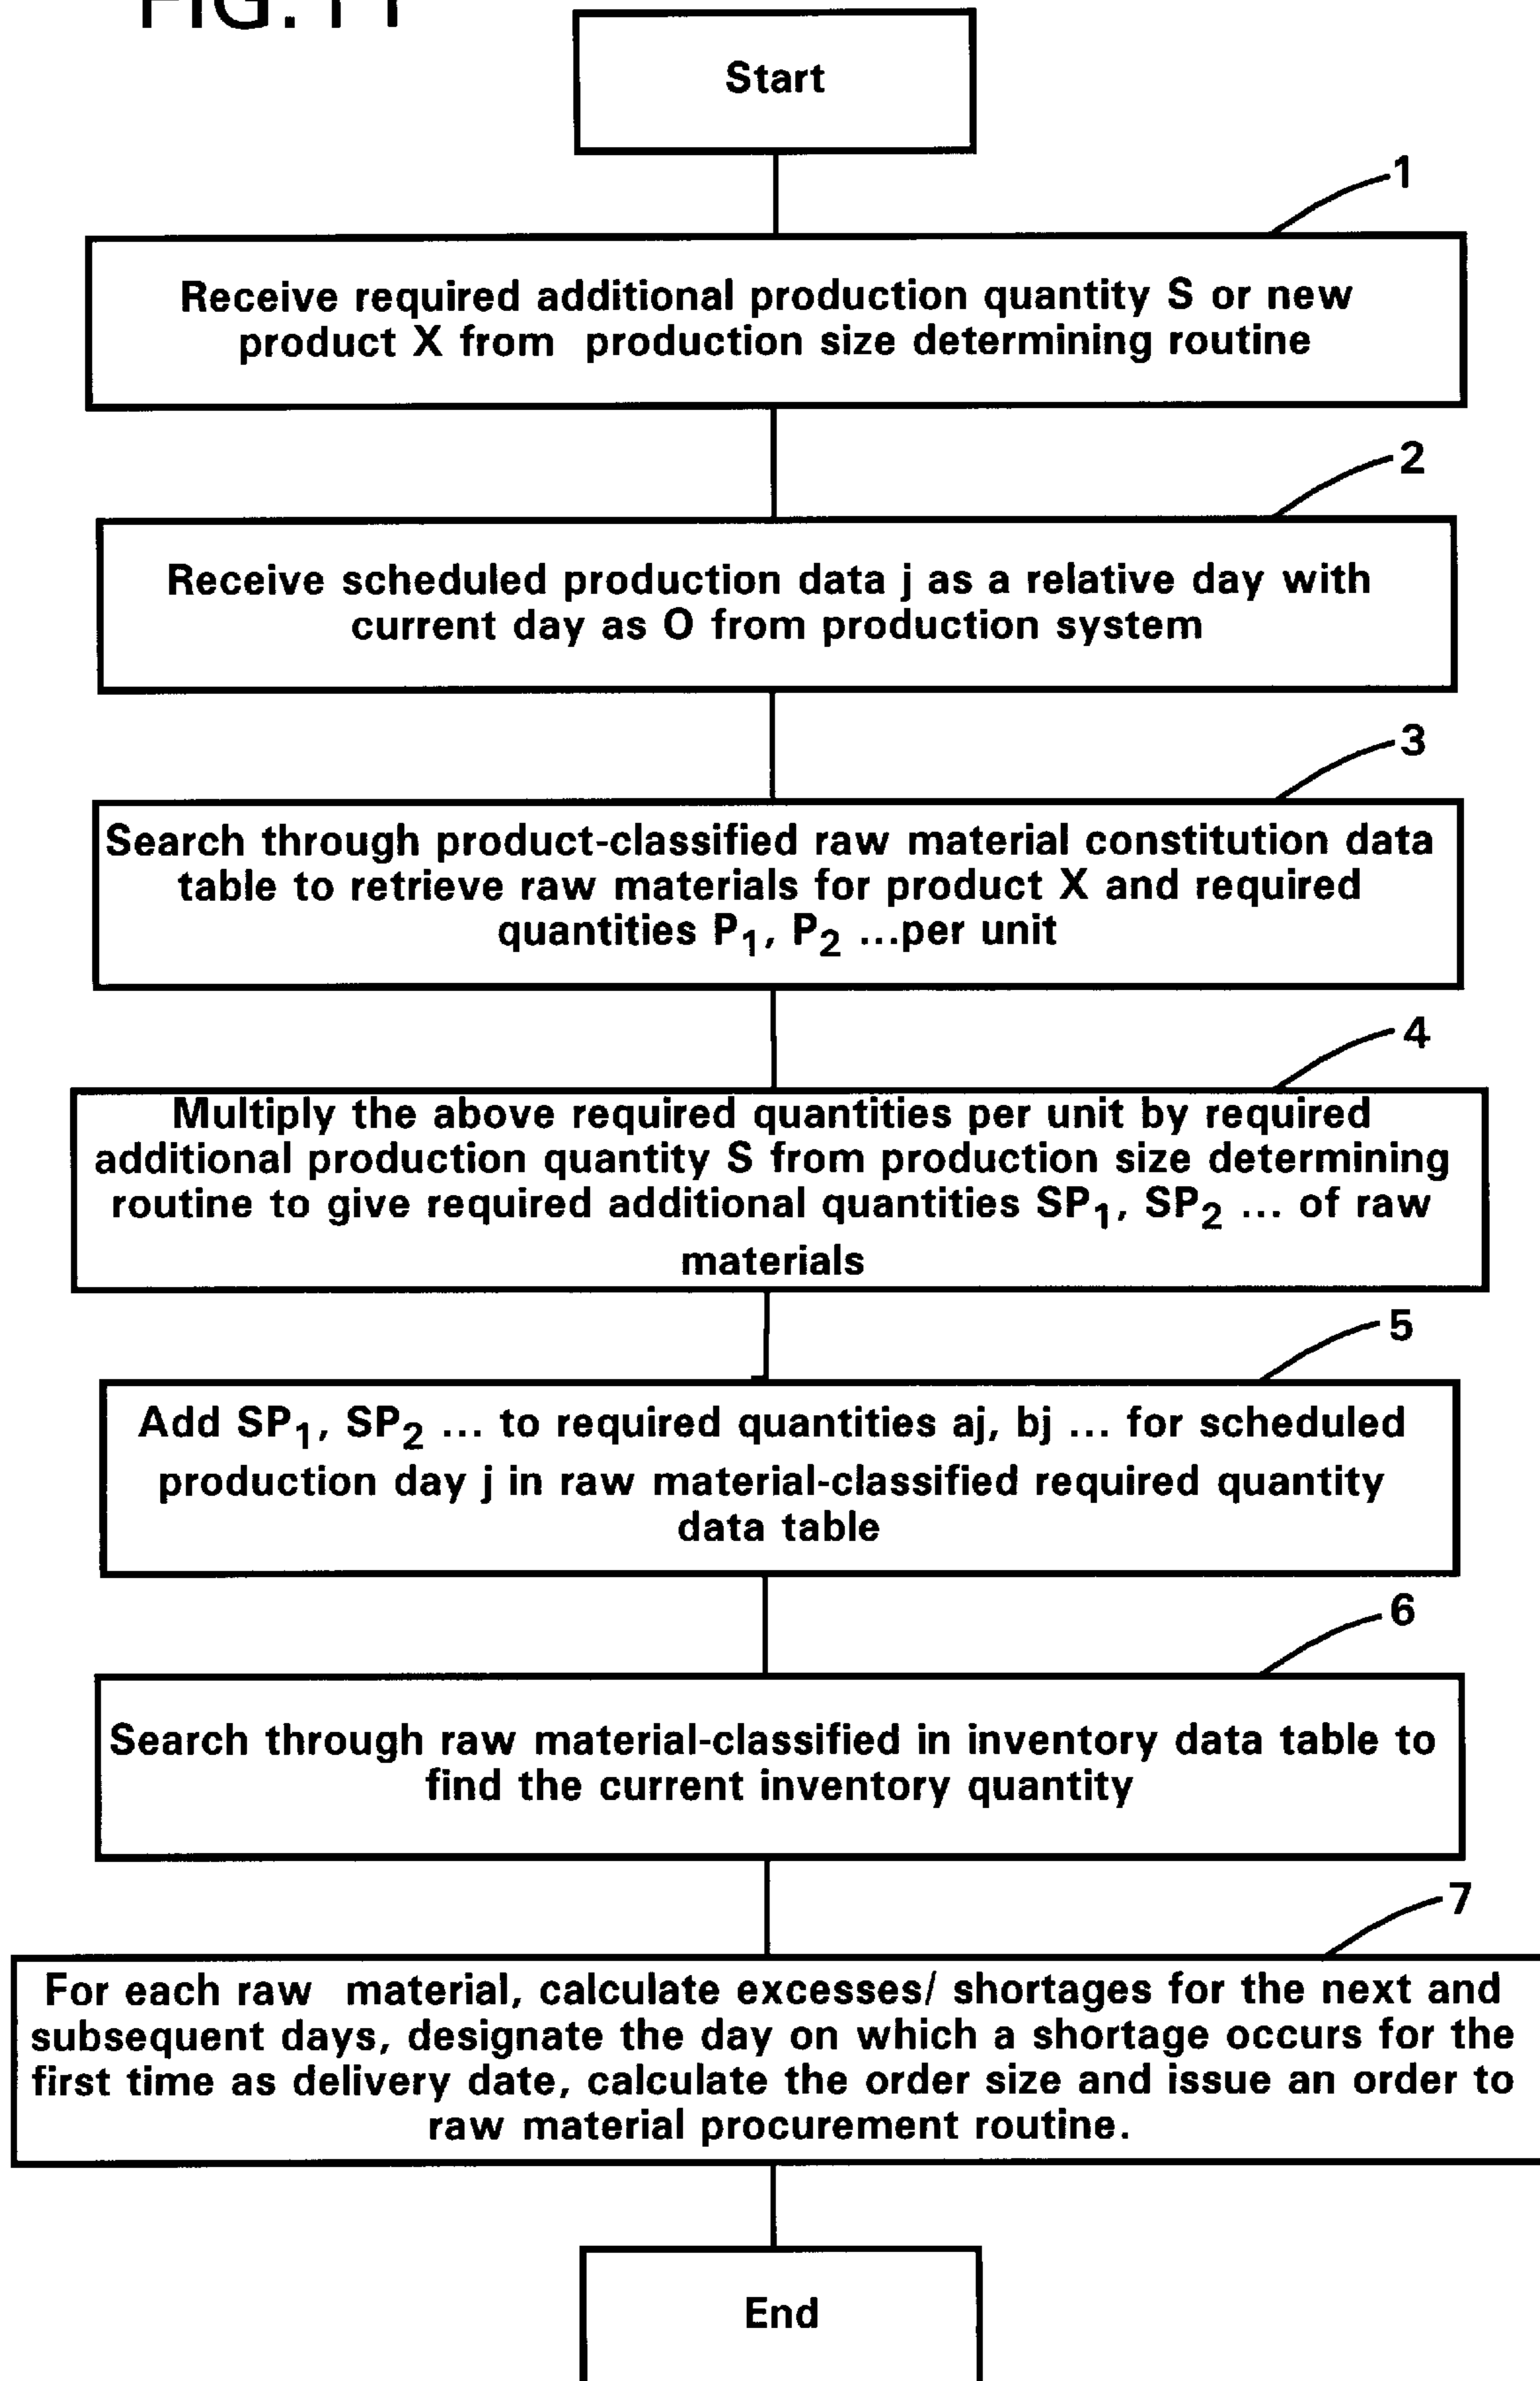 FIG. 11
Start
1
Receive required additional production quantity S or new
product X from production size determining routine
2
Receive scheduled production data j as a relative day with
current day as O from production system
3
Search through product-classified raw material constitution data
table to retrieve raw materials for product X and required
quantities P₁, P₂ ...per unit
4
Multiply the above required quantities per unit by required
additional production quantity S from production size determining
routine to give required additional quantities SP₁, SP₂ ... of raw
materials
5
Add SP₁, SP₂ ... to required quantities aj, bj ... for scheduled
production day j in raw material-classified required quantity
data table
6
Search through raw material-classified in inventory data table to
find the current inventory quantity
7
For each raw material, calculate excesses/ shortages for the next and
subsequent days, designate the day on which a shortage occurs for the
first time as delivery date, calculate the order size and issue an order to
raw material procurement routine.
End